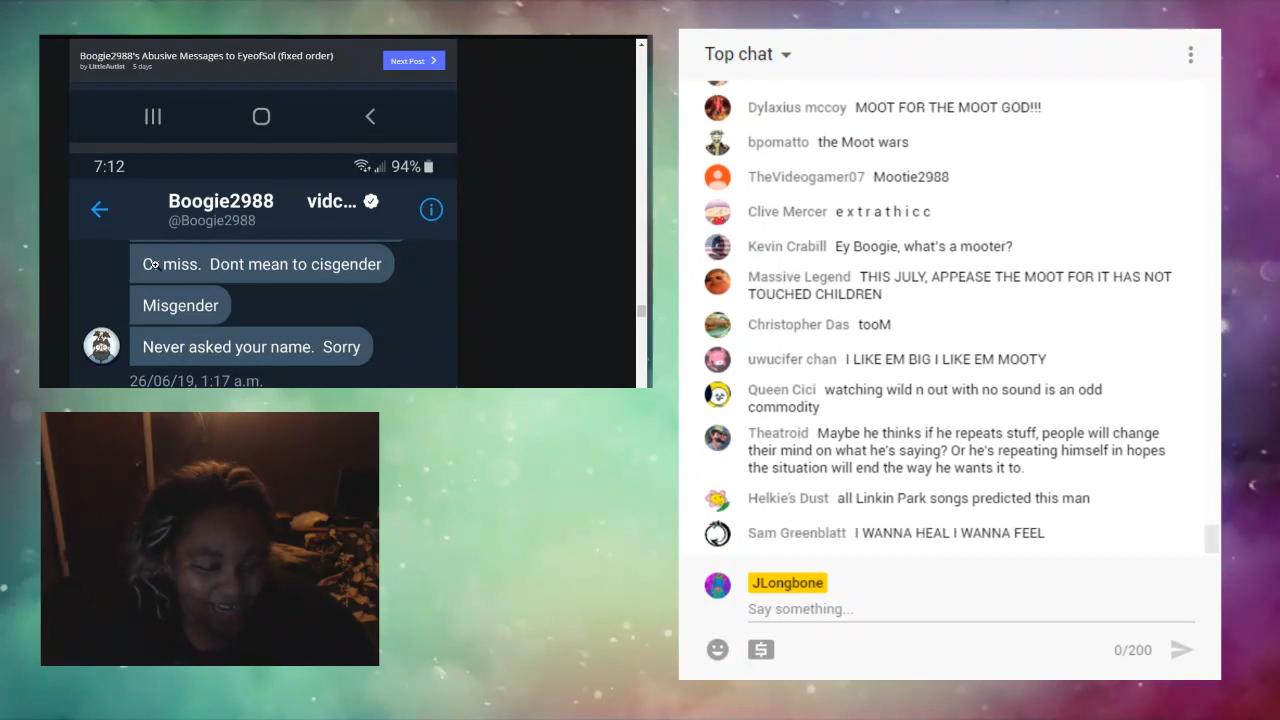 Boogie2988's Abusive Messages to EyeofSol (fixed order)
by LittleAutist 5 days
Next Post
7:12
94%
Boogie2988 vidc...
@Boogie2988
miss. Dont mean to cisgender
Misgender
Never asked your name. Sorry
26/06/19, 1:17 a.m.
Top chat
Dylaxius mccoy MOOT FOR THE MOOT GOD!!!
bpomatto the Moot wars
TheVideogamer07 Mootie2988
Clive Mercer e x t r a t h i c c
Kevin Crabill Ey Boogie, what's a mooter?
Massive Legend THIS JULY, APPEASE THE MOOT FOR IT HAS NOT
TOUCHED CHILDREN
Christopher Das tooM
uwucifer chan I LIKE EM BIG I LIKE EM MOOTY
Queen Cici watching wild n out with no sound is an odd
commodity
Theatroid Maybe he thinks if he repeats stuff, people will change
their mind on what he's saying? Or he's repeating himself in hopes
the situation will end the way he wants it to.
Helkie's Dust all Linkin Park songs predicted this man
Sam Greenblatt I WANNA HEAL I WANNA FEEL
JLongbone
Say something...
0/200